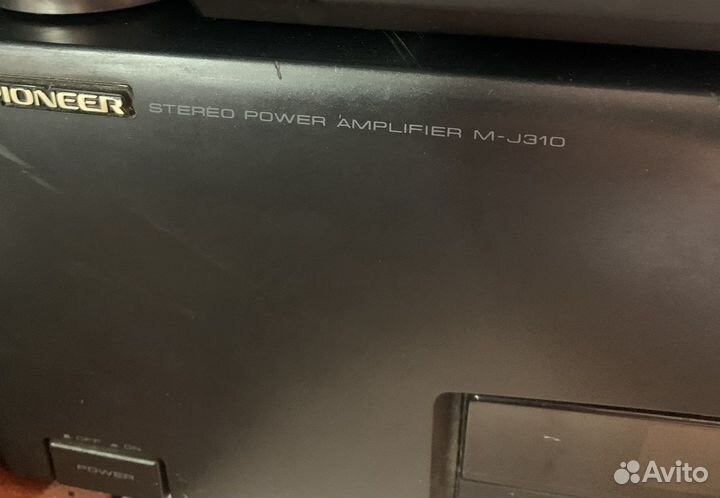 PIONEER STEREO POWER AMPLIFIER M-J310
OFF ON
POWER
Avito